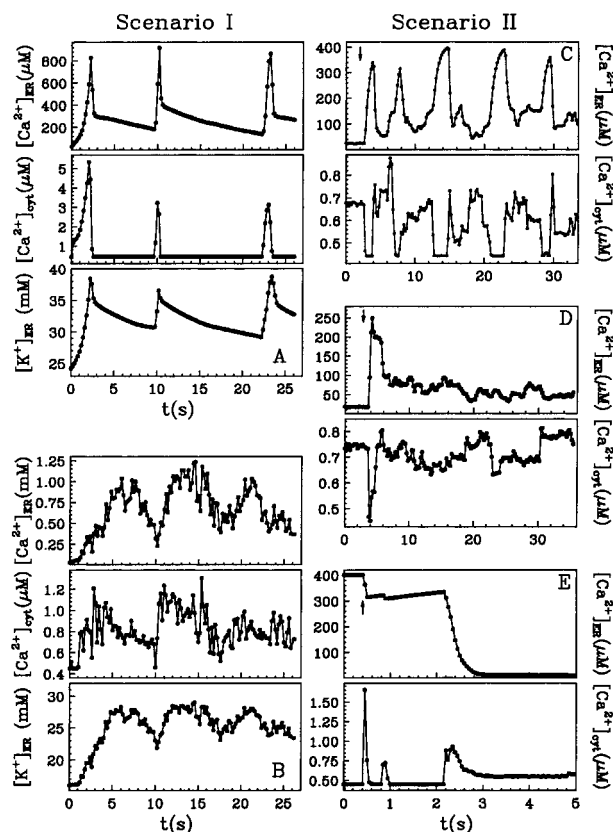 Scenario I
Scenario II
[Ca2+]ER(μM)
800
600
400
200
[Ca2+]cyt(μM)
5
4
3
2
1
[K+]ER (mM)
40
35
30
25
A
0 5 10 15 20 25
t(s)
[Ca2+]ER(mM)
1.25
1.00
0.75
0.50
0.25
[Ca2+]cyt(μM)
1.2
1.0
0.8
0.6
0.4
[K+]ER (mM)
25
20
B
0 5 10 15 20 25
t(s)
C
400
300
200
100
[Ca2+]ER(μM)
0.8
0.7
0.6
0.5
[Ca2+]cyt(μM)
0 10 20 30
D
250
200
150
100
50
[Ca2+]ER(μM)
0.8
0.7
0.6
0.5
[Ca2+]cyt(μM)
0 10 20 30
E
400
300
200
100
[Ca2+]ER(μM)
1.50
1.25
1.00
0.75
0.50
[Ca2+]cyt(μM)
0 1 2 3 4 5
t(s)